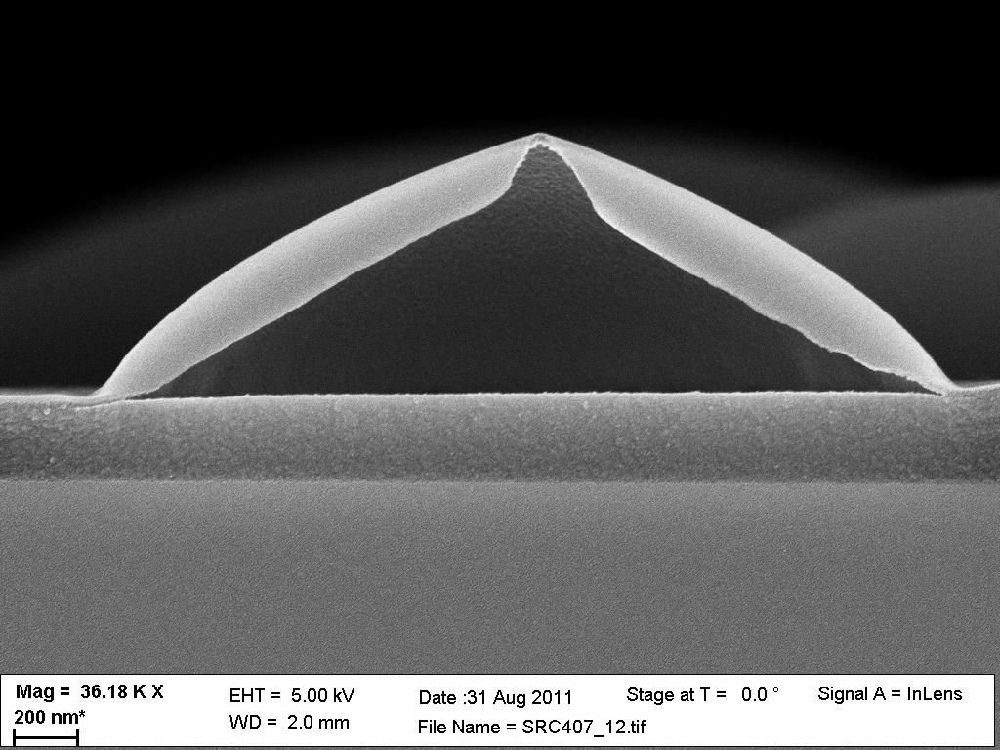 Mag = 36.18 K X
200 nm*
EHT = 5.00 kV
WD = 2.0 mm
Date :31 Aug 2011
File Name = SRC407_12.tif
Stage at T = 0.0 °
Signal A = InLens